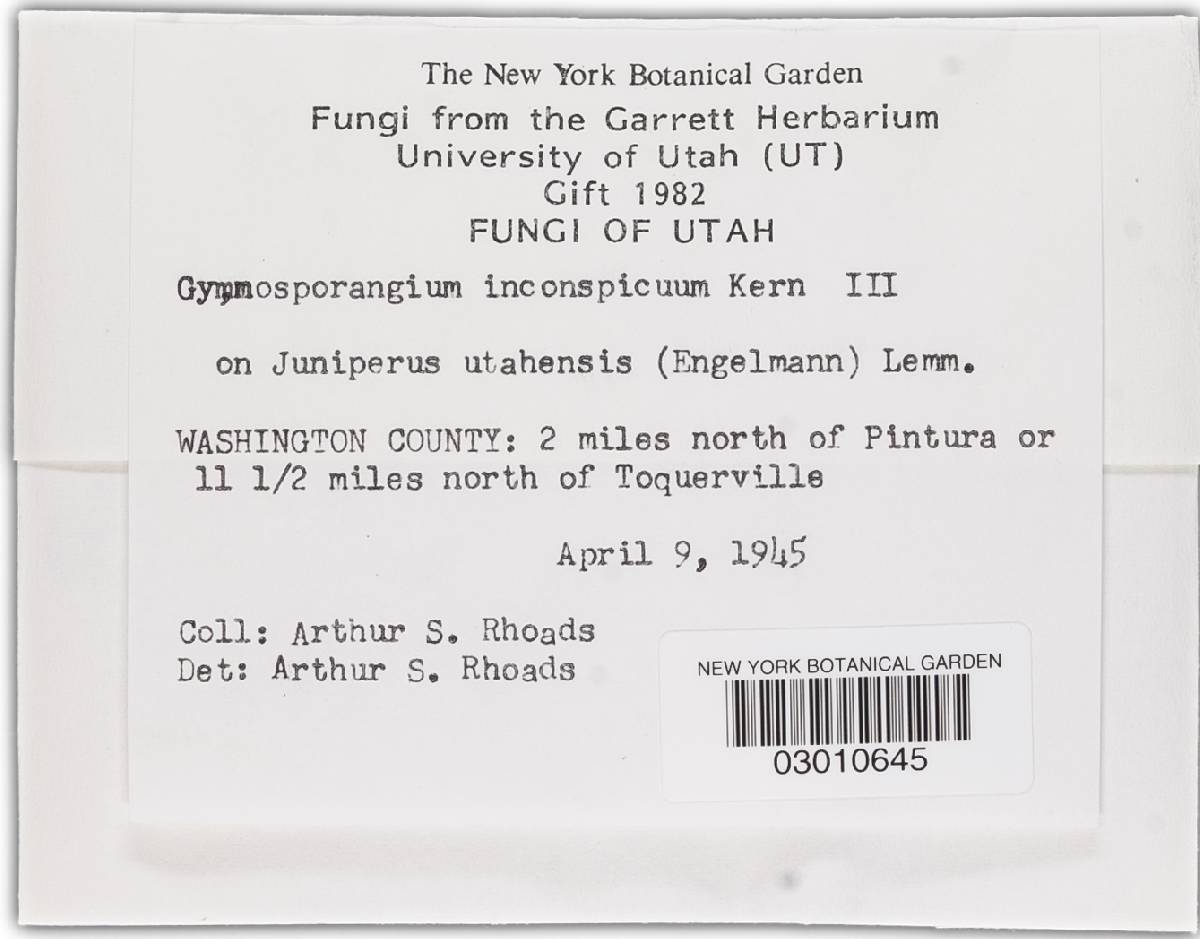 The New York Botanical Garden
Fungi from the Garrett Herbarium
University of Utah (UT)
Gift 1982
FUNGI OF UTAH
Gymnosporangium inconspicuum Kern III
on Juniperus utahensis (Engelmann) Lemm.
WASHINGTON COUNTY: 2 miles north of Pintura or
11 1/2 miles north of Toquerville
April 9, 1945
Coll: Arthur S. Rhoads
Det: Arthur S. Rhoads
NEW YORK BOTANICAL GARDEN
03010645